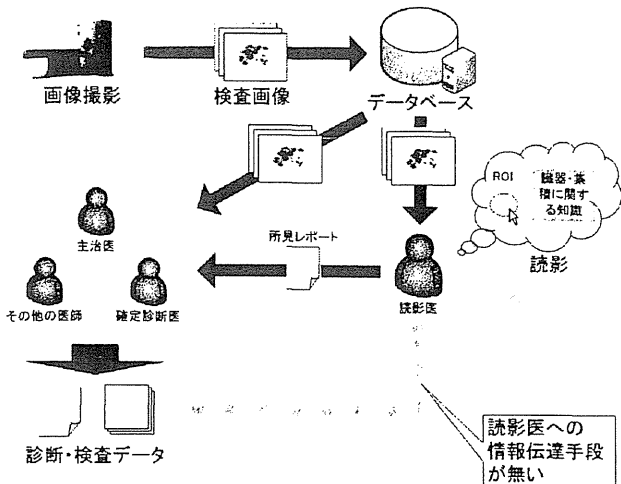 画像撮影
検査画像
データベース
ROI
臓器・集
積に関す
る知識
読影
主治医
所見レポート
読影医
その他の医師
確定診断医
診断・検査データ
読影医への
情報伝達手段
が無い